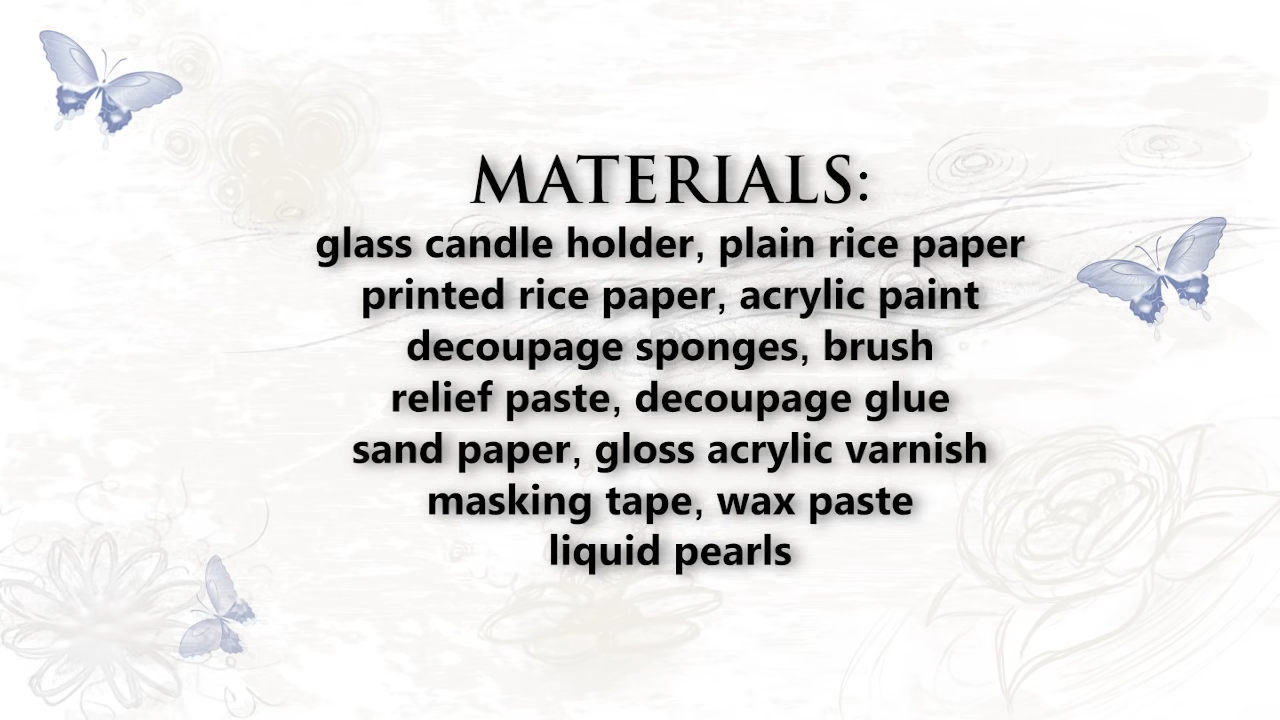 MATERIALS:
glass candle holder, plain rice paper
printed rice paper, acrylic paint
decoupage sponges, brush
relief paste, decoupage glue
sand paper, gloss acrylic varnish
masking tape, wax paste
liquid pearls